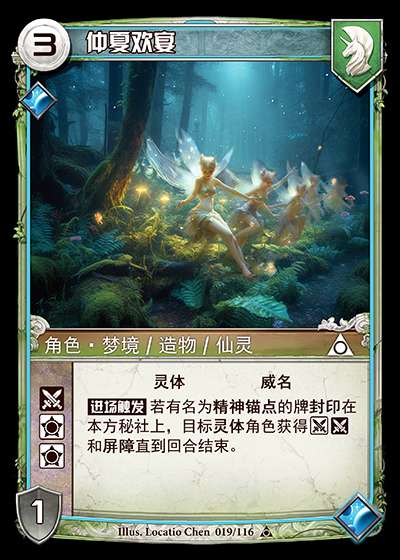 3 仲夏欢宴
角色·梦境/造物/仙灵
灵体 威名
进场触发 若有名为精神锚点的牌封印在
本方秘社上，目标灵体角色获得
和屏障直到回合结束。
1
Illus. Locatio Chen 019/116